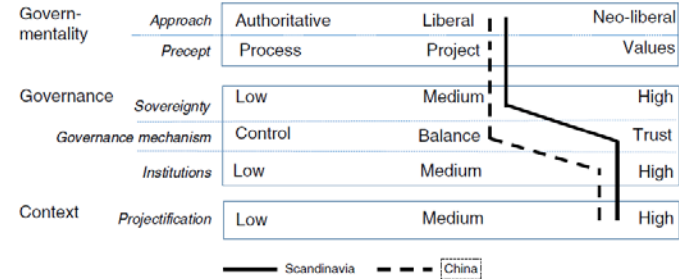 Govern-
mentality
Approach Authoritative Liberal Neo-liberal
Precept Process Project Values
Governance
Sovereignty Low Medium High
Governance mechanism Control Balance Trust
Institutions Low Medium High
Context
Projectification Low Medium High
Scandinavia China